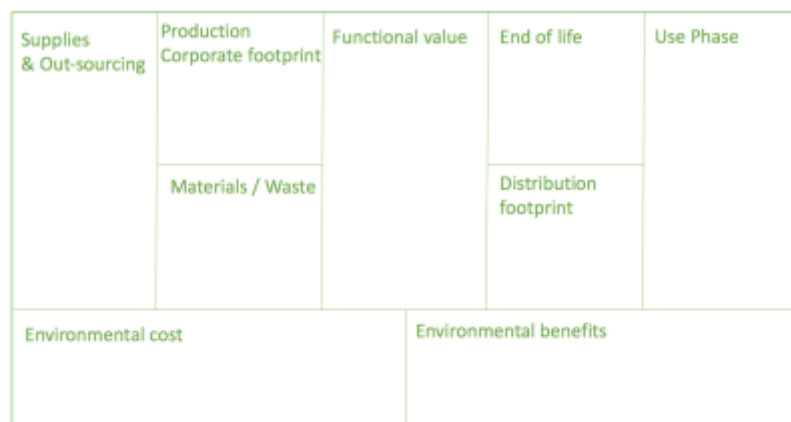 Supplies
& Out-sourcing
Production
Corporate footprint
Functional value
End of life
Use Phase
Materials / Waste
Distribution
footprint
Environmental cost
Environmental benefits